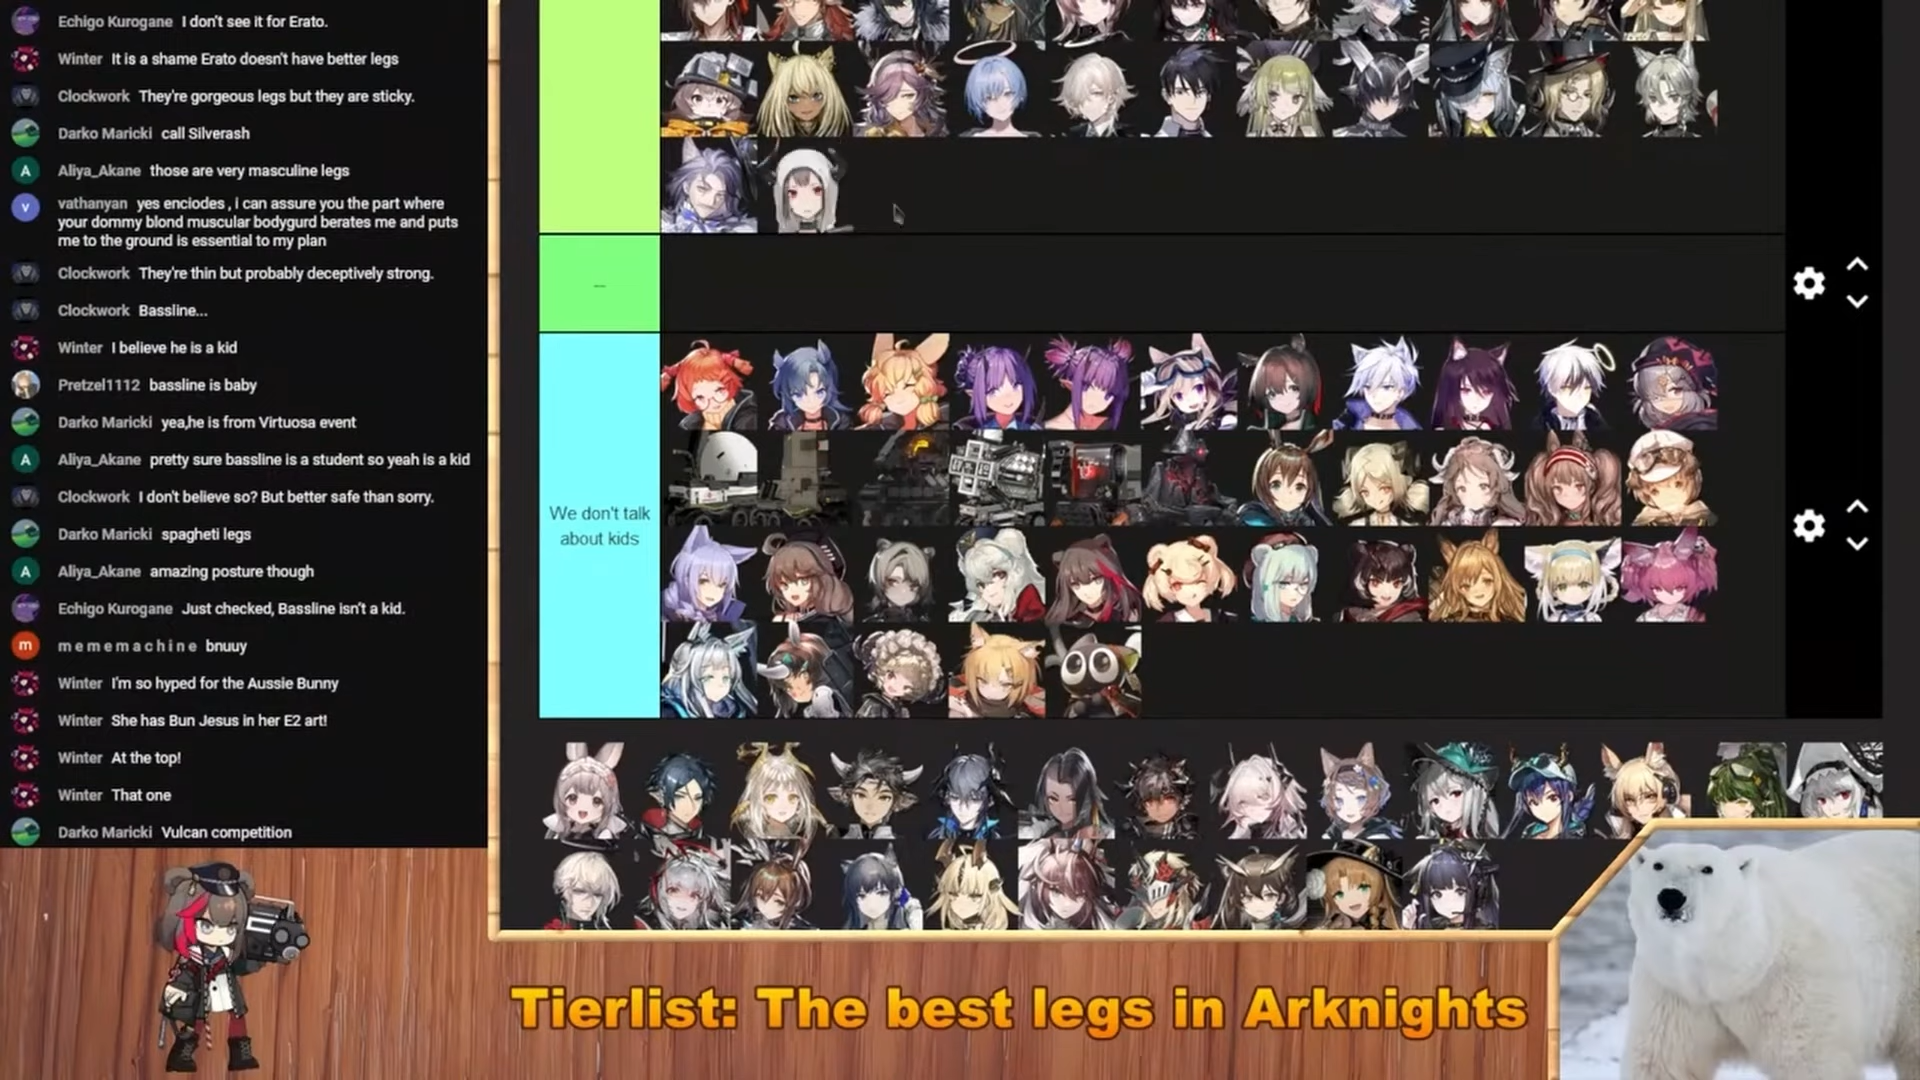 Echigo Kurogane I don't see it for Erato.
Winter It is a shame Erato doesn't have better legs
Clockwork They're gorgeous legs but they are sticky.
Darko Maricki call Silverash
A Aliya_Akane those are very masculine legs
v vathanyan yes enciodes , i can assure you the part where
your dommy blond muscular bodygurd berates me and puts
me to the ground is essential to my plan
Clockwork They're thin but probably deceptively strong.
Clockwork Bassline...
Winter I believe he is a kid
Pretzel1112 bassline is baby
Darko Maricki yea,he is from Virtuosa event
A Aliya_Akane pretty sure bassline is a student so yeah is a kid
Clockwork I don't believe so? But better safe than sorry.
Darko Maricki spagheti legs
A Aliya_Akane amazing posture though
Echigo Kurogane Just checked, Bassline isn't a kid.
m m e m e m a c h i n e bnuuy
Winter I'm so hyped for the Aussie Bunny
Winter She has Bun Jesus in her E2 art!
Winter At the top!
Winter That one
Darko Maricki Vulcan competition
We don't talk
about kids
Tierlist: The best legs in Arknights